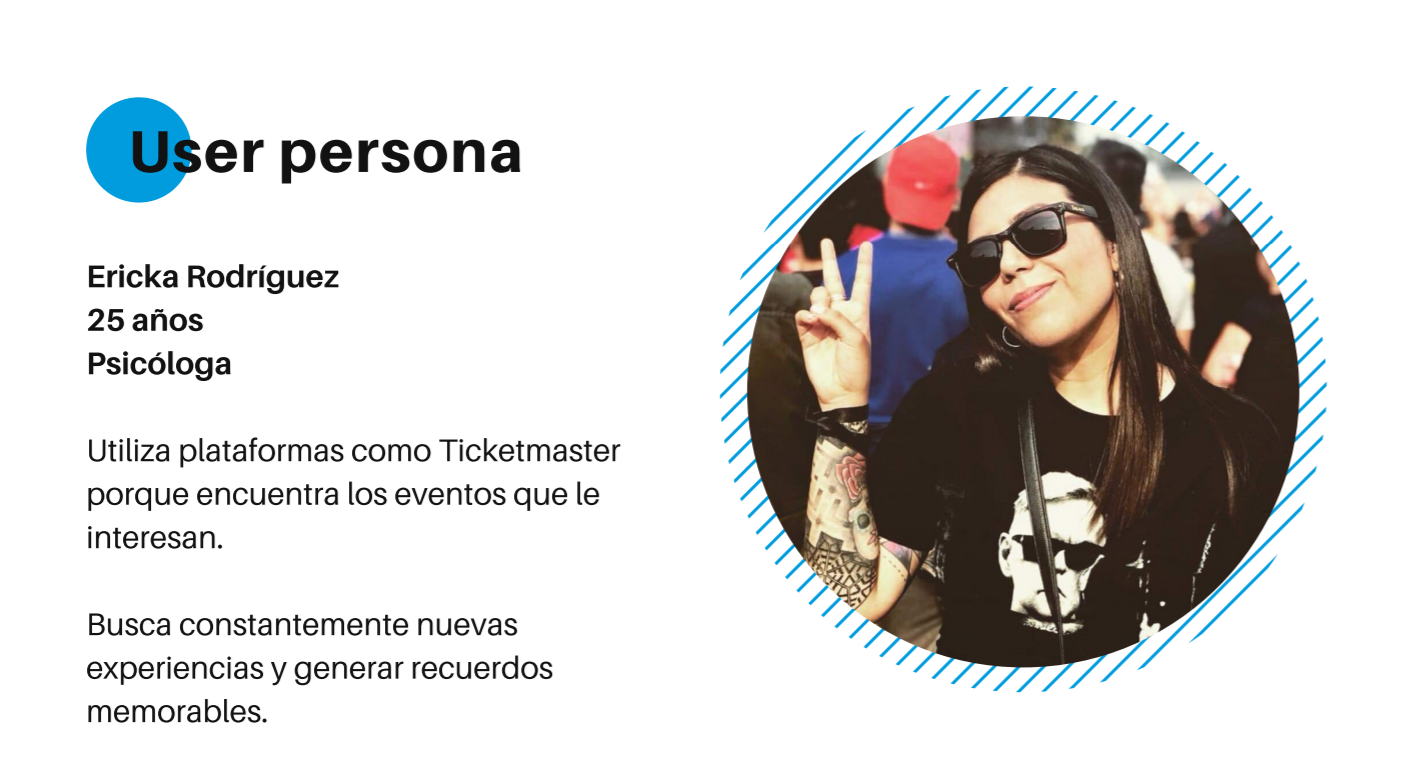 User persona
Ericka Rodríguez
25 años
Psicóloga
Utiliza plataformas como Ticketmaster
porque encuentra los eventos que le
interesan.
Busca constantemente nuevas
experiencias y generar recuerdos
memorables.